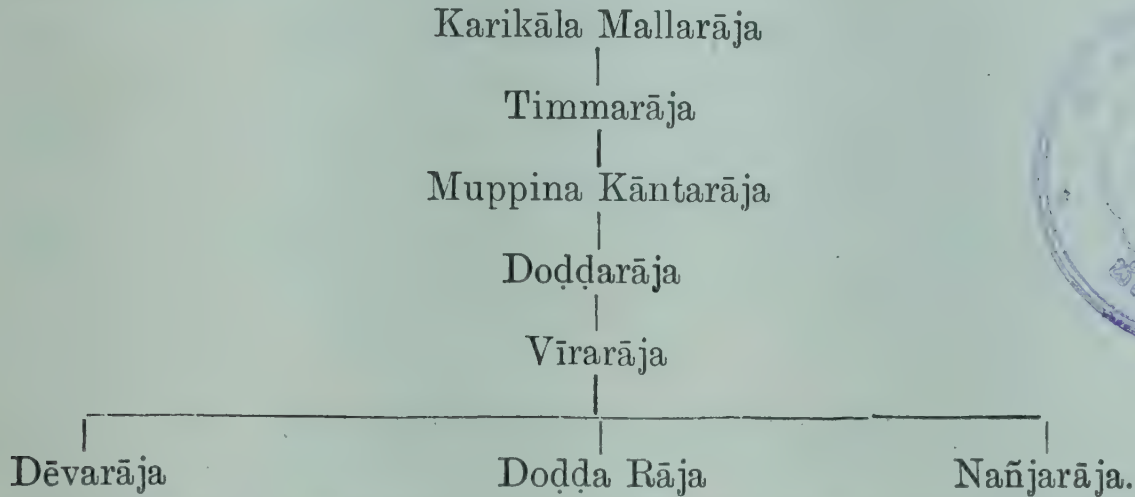 Karikāla Mallarāja
Timmarāja
Muppina Kāntarāja
Doḍḍarāja
Vīrarāja
Dēvarāja Doḍḍa Rāja Nañjarāja.